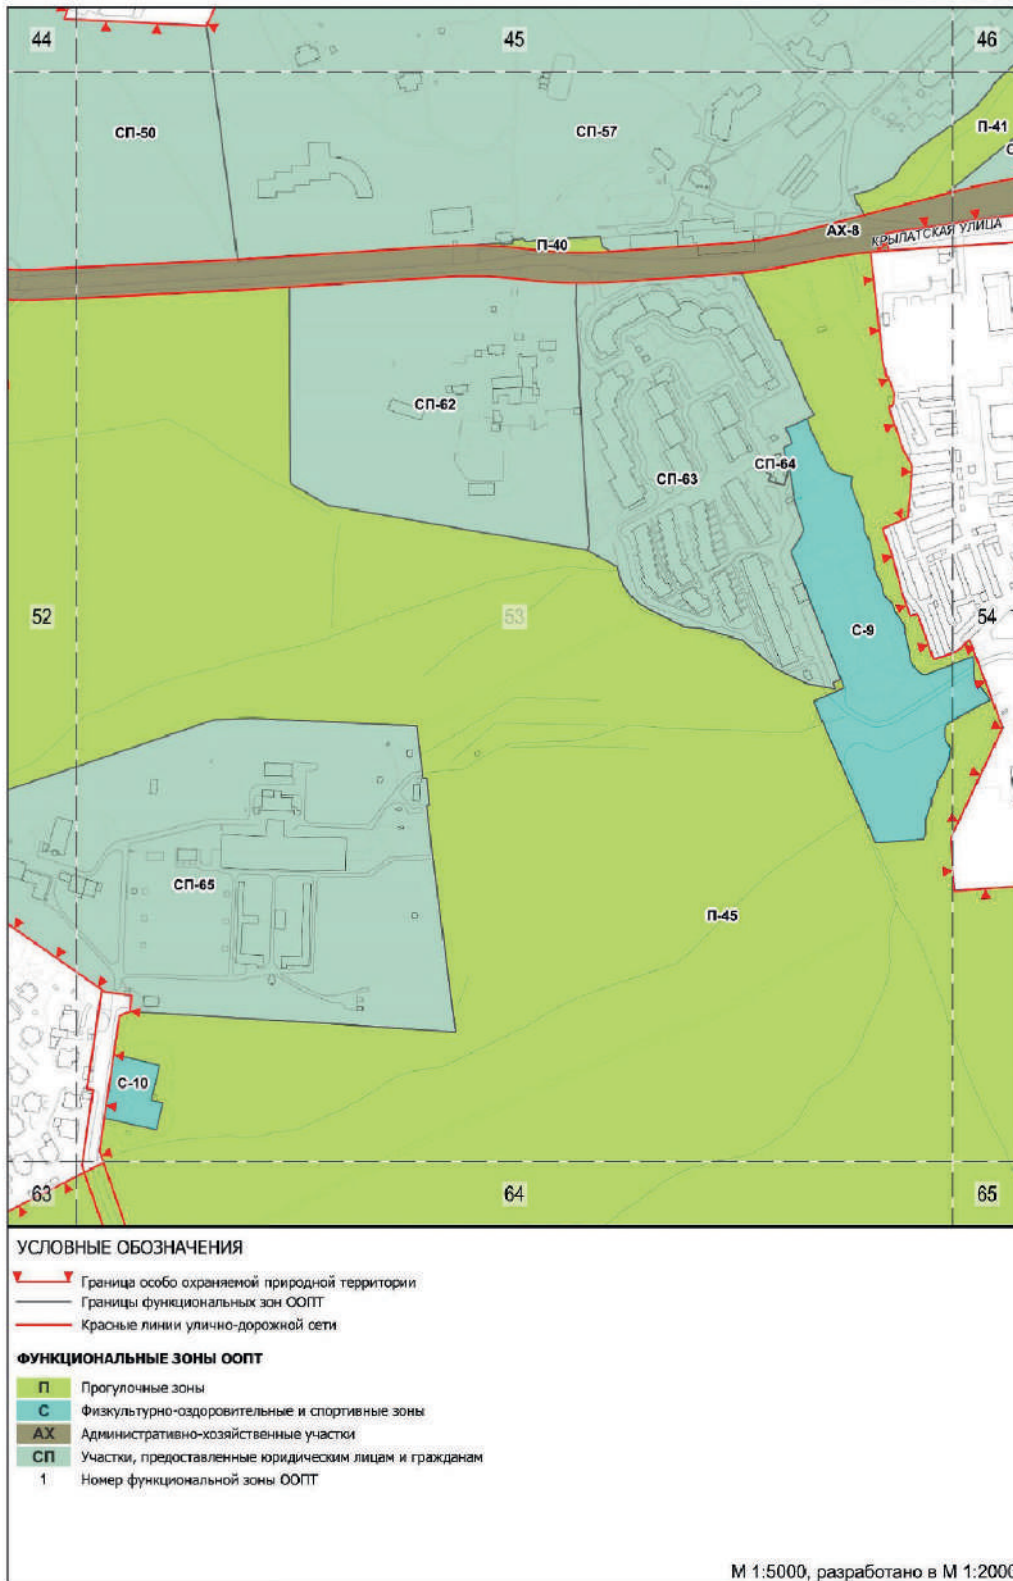 44
45
46
СП-50
СП-57
П-41
С
АХ-8
КРЫЛАТСКАЯ УЛИЦА
П-40
СП-62
СП-63
СП-64
52
53
54
С-9
СП-65
П-45
С-10
63
64
65
УСЛОВНЫЕ ОБОЗНАЧЕНИЯ
Граница особо охраняемой природной территории
Границы функциональных зон ООПТ
Красные линии улично-дорожной сети
ФУНКЦИОНАЛЬНЫЕ ЗОНЫ ООПТ
П Прогулочные зоны
С Физкультурно-оздоровительные и спортивные зоны
АХ Административно-хозяйственные участки
СП Участки, предоставленные юридическим лицам и гражданам
1 Номер функциональной зоны ООПТ
М 1:5000, разработано в М 1:2000